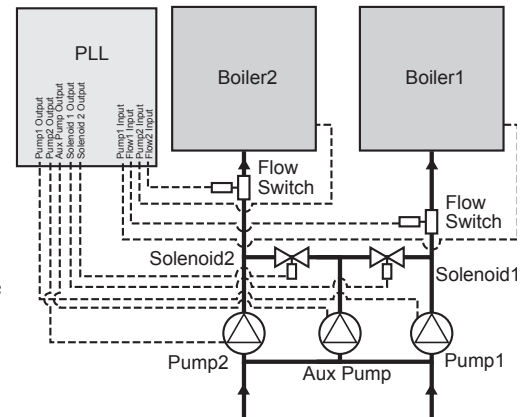 PLL
Pump1 Output
Pump2 Output
Aux Pump Output
Solenoid 1 Output
Solenoid 2 Output
Pump1 Input
Flow1 Input
Pump2 Input
Flow2 Input
Boiler2
Boiler1
Flow
Switch
Flow
Switch
Solenoid2
Solenoid1
Pump2
Aux Pump
Pump1